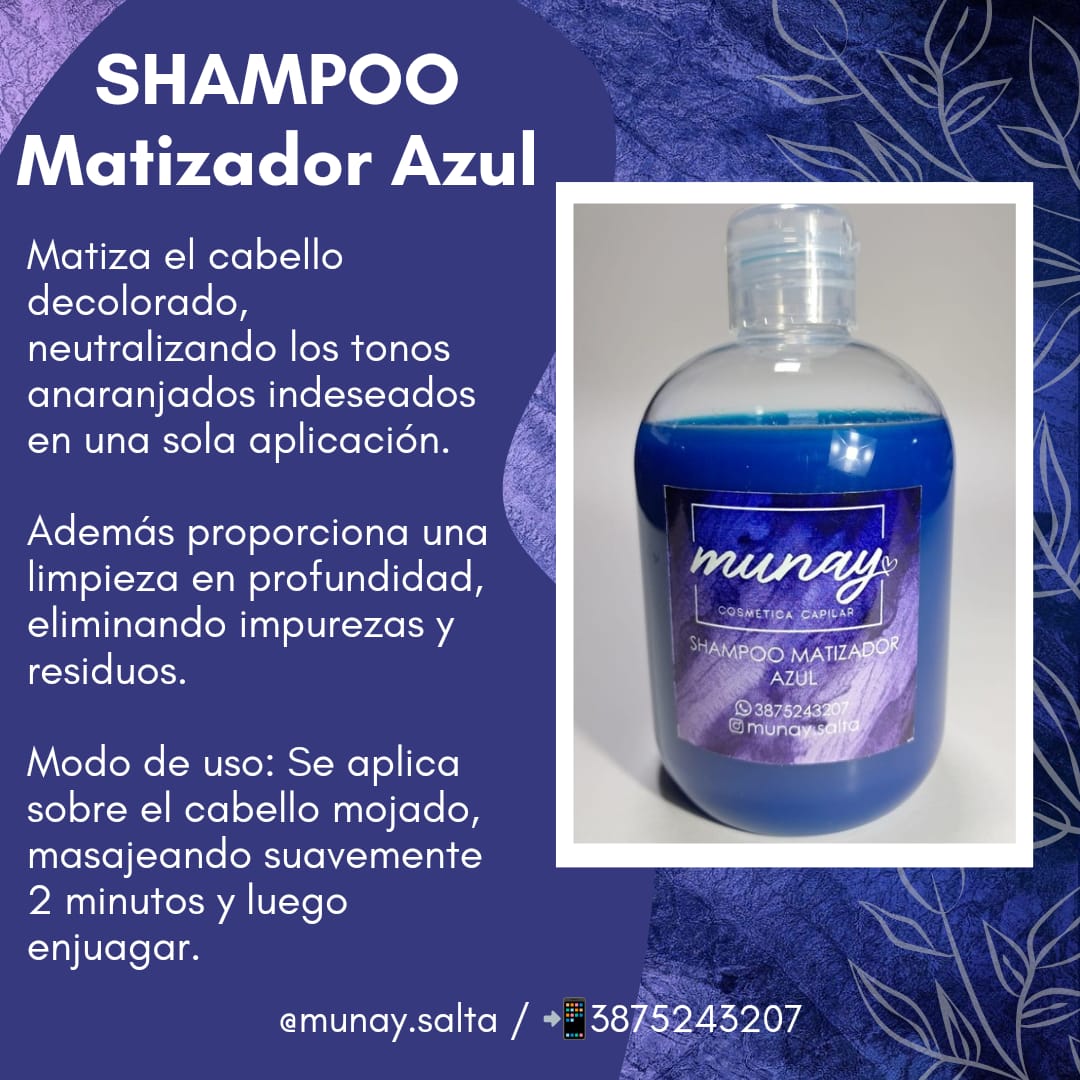 SHAMPOO
Matizador Azul
Matiza el cabello
decolorado,
neutralizando los tonos
anaranjados indeseados
en una sola aplicación.
Además proporciona una
limpieza en profundidad,
eliminando impurezas y
residuos.
Modo de uso: Se aplica
sobre el cabello mojado,
masajeando suavemente
2 minutos y luego
enjuagar.
munay
COSMETICA CAPILAR
SHAMPOO MATIZADOR
AZUL
3875243207
munay.salta
@munay.salta / 3875243207